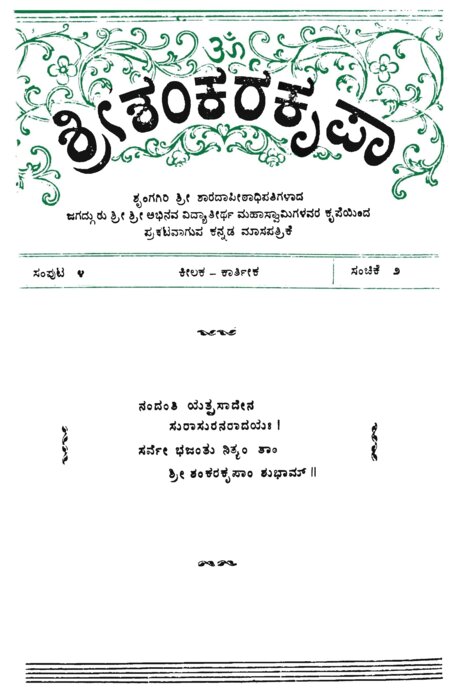 ॐ
ಶ್ರೀಶಂಕರಕೃಪಾ
ಶೃಂಗಗಿರಿ ಶ್ರೀ ಶಾರದಾಪೀಠಾಧಿಪತಿಗಳಾದ
ಜಗದ್ಗುರು ಶ್ರೀ ಶ್ರೀ ಅಭಿನವ ವಿದ್ಯಾತೀರ್ಥ ಮಹಾಸ್ವಾಮಿಗಳವರ ಕೃಪೆಯಿಂದ
ಪ್ರಕಟವಾಗುವ ಕನ್ನಡ ಮಾಸಪತ್ರಿಕೆ
ಸಂಪುಟ ೪ ಕೀಲಕ – ಕಾರ್ತೀಕ ಸಂಚಿಕೆ ೨
ನಂದಂತಿ ಯತ್ಪ್ರಸಾದೇನ
ಸುರಾಸುರನರಾದಯಃ ।
ಸರ್ವೇ ಭಜಂತು ನಿತ್ಯಂ ತಾಂ
ಶ್ರೀ ಶಂಕರಕೃಪಾಂ ಶುಭಾಮ್ ॥